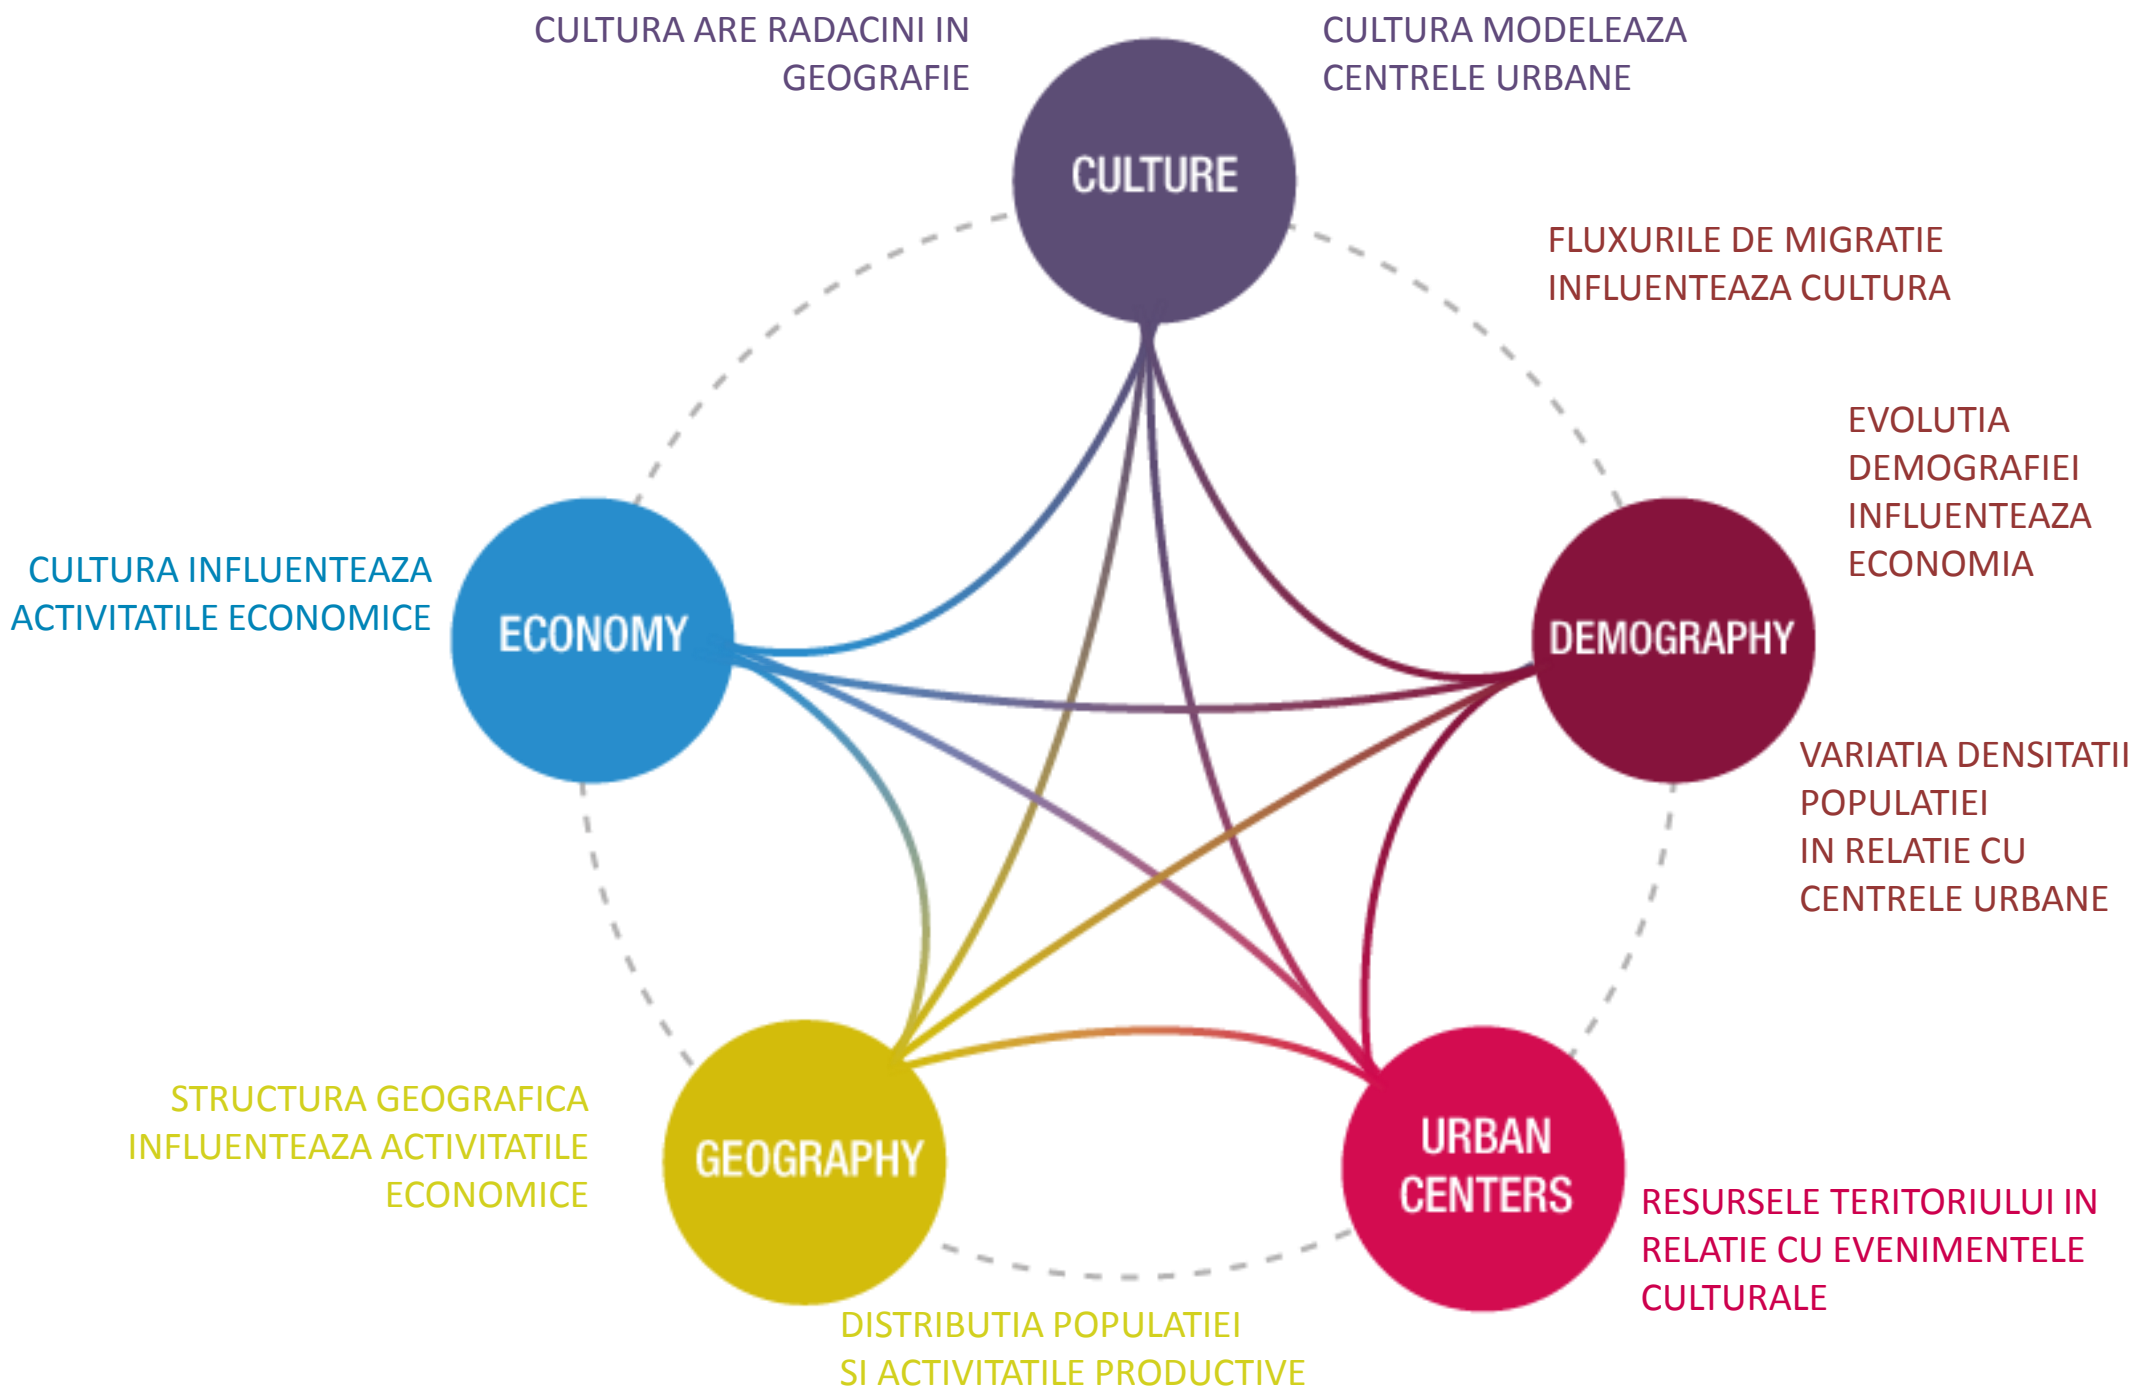 CULTURA ARE RADACINI IN
GEOGRAFIE
CULTURA MODELEAZA
CENTRELE URBANE
CULTURE
FLUXURILE DE MIGRATIE
INFLUENTEAZA CULTURA
EVOLUTIA
DEMOGRAFIEI
INFLUENTEAZA
ECONOMIA
CULTURA INFLUENTEAZA
ACTIVITATILE ECONOMICE
ECONOMY
DEMOGRAPHY
VARIATIA DENSITATII
POPULATIEI
IN RELATIE CU
CENTRELE URBANE
STRUCTURA GEOGRAFICA
INFLUENTEAZA ACTIVITATILE
ECONOMICE
GEOGRAPHY
URBAN
CENTERS
RESURSELE TERITORIULUI IN
RELATIE CU EVENIMENTELE
CULTURALE
DISTRIBUTIA POPULATIEI
SI ACTIVITATILE PRODUCTIVE